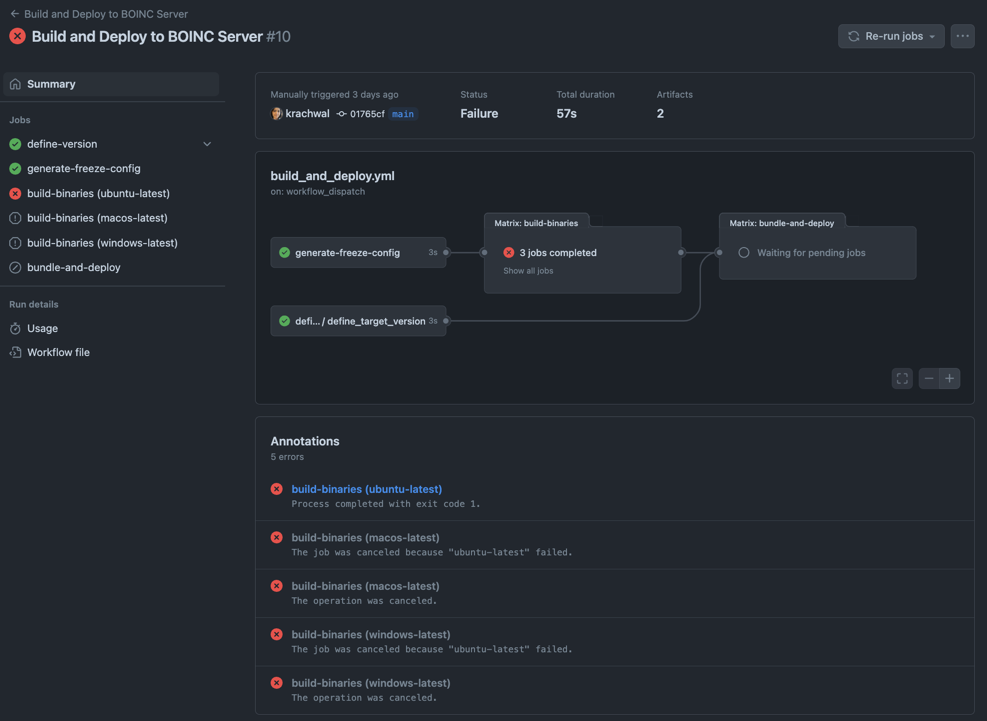 Build and Deploy to BOINC Server
Build and Deploy to BOINC Server #10
Re-run jobs
Summary
Jobs
define-version
generate-freeze-config
build-binaries (ubuntu-latest)
build-binaries (macos-latest)
build-binaries (windows-latest)
bundle-and-deploy
Run details
Usage
Workflow file
Manually triggered 3 days ago
krachwal 01765cf main
Status
Failure
Total duration
57s
Artifacts
2
build_and_deploy.yml
on: workflow_dispatch
generate-freeze-config 3s
defi... / define_target_version 3s
Matrix: build-binaries
3 jobs completed
Show all jobs
Matrix: bundle-and-deploy
Waiting for pending jobs
Annotations
5 errors
build-binaries (ubuntu-latest)
Process completed with exit code 1.
build-binaries (macos-latest)
The job was canceled because "ubuntu-latest" failed.
build-binaries (macos-latest)
The operation was canceled.
build-binaries (windows-latest)
The job was canceled because "ubuntu-latest" failed.
build-binaries (windows-latest)
The operation was canceled.